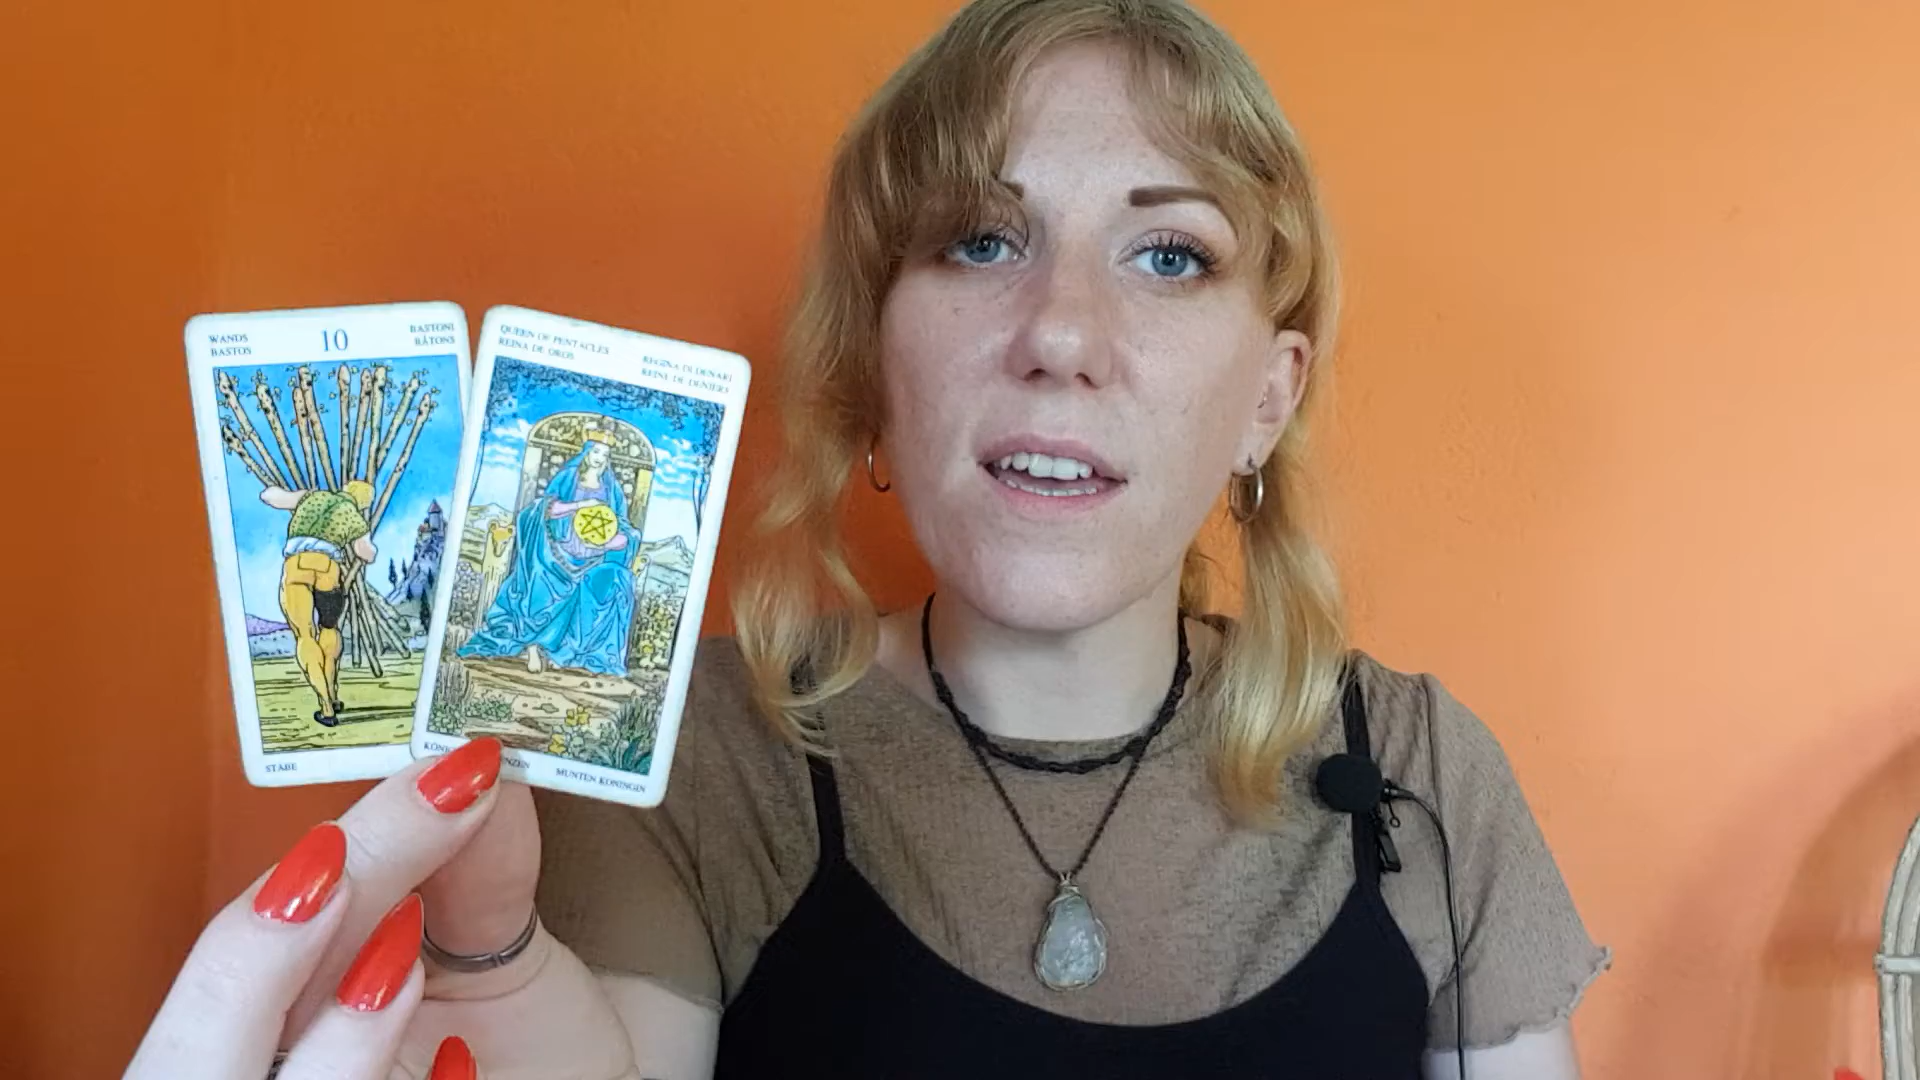 WANDS
BASTOS
10
BASTONI
BÂTONS
STÄBE
QUEEN OF PENTACLES
REINA DE OROS
REGINA DI DENARI
REINE DE DENIERS
MUNTEN KONINGIN